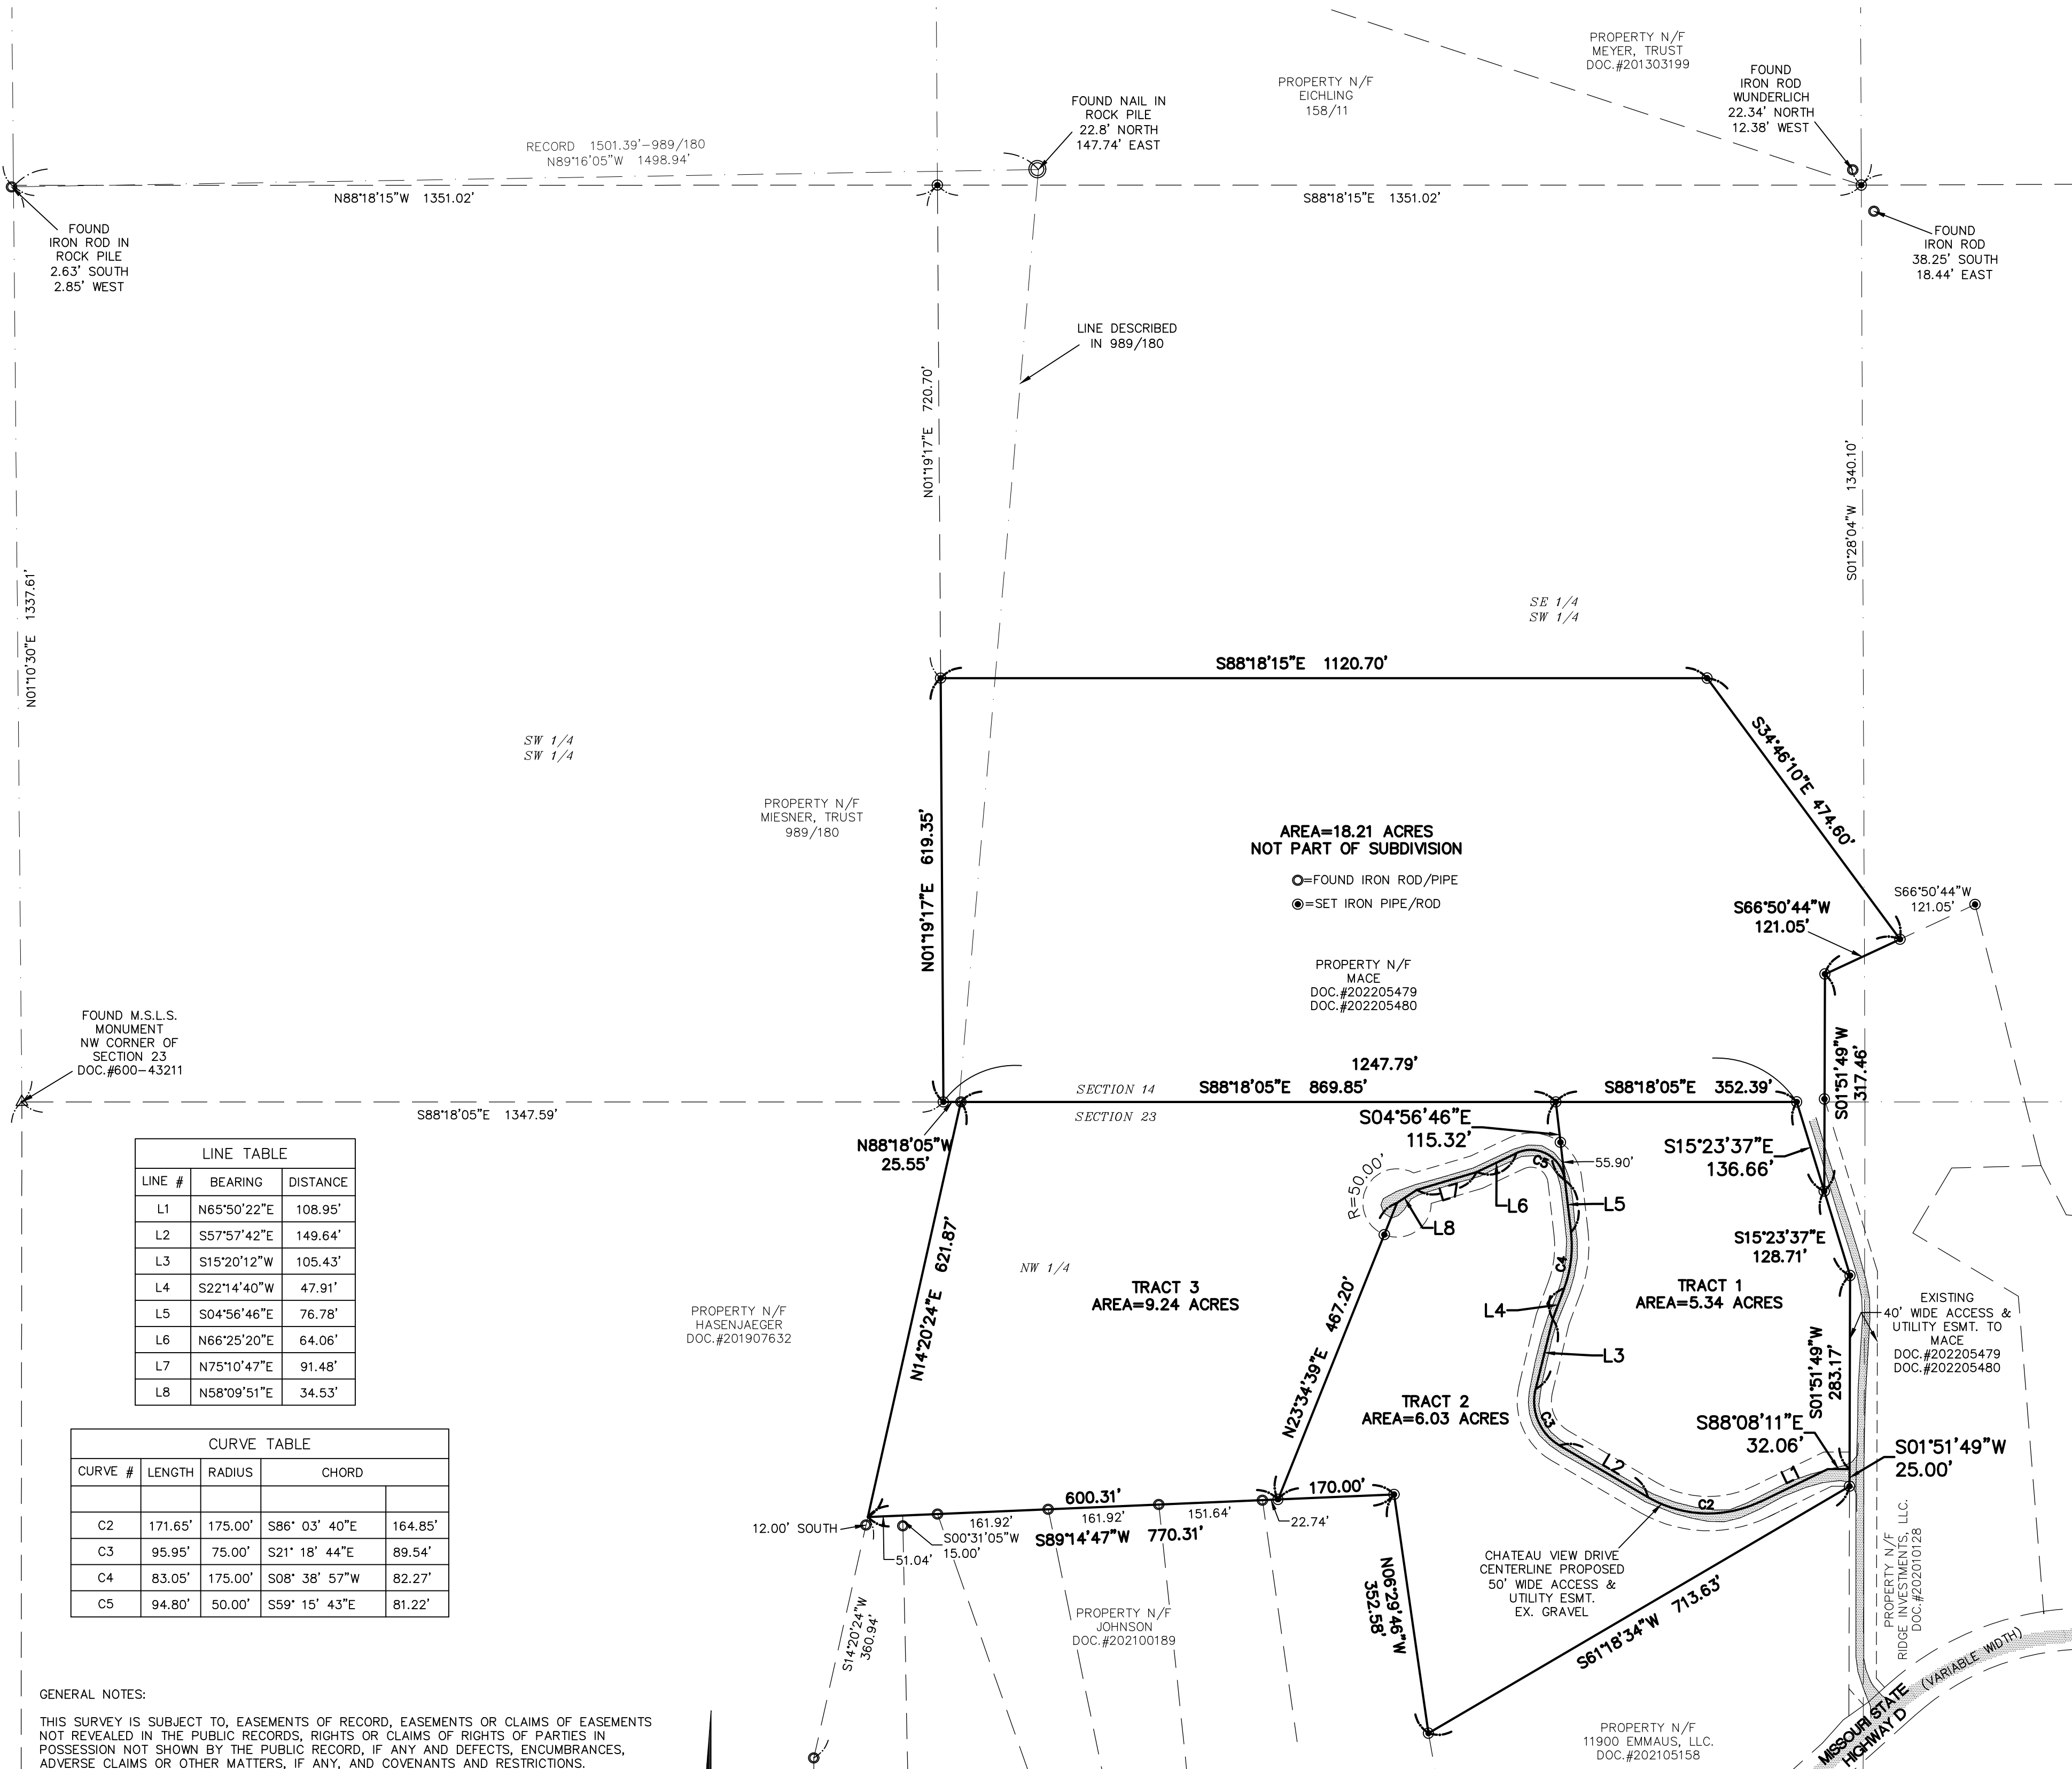 PROPERTY N/F
MEYER, TRUST
DOC.#201303199
PROPERTY N/F
EICHLING
158/11
FOUND
IRON ROD
WUNDERLICH
22.34' NORTH
12.38' WEST
FOUND NAIL IN
ROCK PILE
22.8' NORTH
147.74' EAST
RECORD 1501.39'-989/180
N89°16'05"W 1498.94'
N88°18'15"W 1351.02'
S88°18'15"E 1351.02'
FOUND
IRON ROD IN
ROCK PILE
2.63' SOUTH
2.85' WEST
FOUND
IRON ROD
38.25' SOUTH
18.44' EAST
LINE DESCRIBED
IN 989/180
N01°19'17"E 720.70'
S01°28'04"W 1340.10'
N01°10'30"E 1337.61'
SE 1/4
SW 1/4
S88°18'15"E 1120.70'
SW 1/4
SW 1/4
S34°46'10"E 474.60'
PROPERTY N/F
MIESNER, TRUST
989/180
N01°19'17"E 619.35'
AREA=18.21 ACRES
NOT PART OF SUBDIVISION
=FOUND IRON ROD/PIPE
=SET IRON PIPE/ROD
S66°50'44"W
121.05'
S66°50'44"W
121.05'
PROPERTY N/F
MACE
DOC.#202205479
DOC.#202205480
S01°51'49"W
317.46'
FOUND M.S.L.S.
MONUMENT
NW CORNER OF
SECTION 23
DOC.#600-43211
1247.79'
SECTION 14
S88°18'05"E 869.85'
S88°18'05"E 352.39'
S88°18'05"E 1347.59'
SECTION 23
N88°18'05"W
25.55'
S04°56'46"E
115.32'
55.90'
S15°23'37"E
136.66'
LINE TABLE
LINE # BEARING DISTANCE
L1 N65°50'22"E 108.95'
L2 S57°57'42"E 149.64'
L3 S15°20'12"W 105.43'
L4 S22°14'40"W 47.91'
L5 S04°56'46"E 76.78'
L6 N66°25'20"E 64.06'
L7 N75°10'47"E 91.48'
L8 N58°09'51"E 34.53'
R=50.00'
C5
L7
L6
L5
L8
S15°23'37"E
128.71'
N14°20'24"E 621.87'
NW 1/4
C4
TRACT 3
AREA=9.24 ACRES
TRACT 1
AREA=5.34 ACRES
PROPERTY N/F
HASENJAEGER
DOC.#201907632
N23°34'39"E 467.20'
L4
L3
EXISTING
40' WIDE ACCESS &
UTILITY ESMT. TO
MACE
DOC.#202205479
DOC.#202205480
S01°51'49"W
283.17'
TRACT 2
AREA=6.03 ACRES
C3
S88°08'11"E
32.06'
S01°51'49"W
25.00'
L2
L1
C2
CURVE TABLE
CURVE # LENGTH RADIUS CHORD
C2 171.65' 175.00' S86° 03' 40"E 164.85'
C3 95.95' 75.00' S21° 18' 44"E 89.54'
C4 83.05' 175.00' S08° 38' 57"W 82.27'
C5 94.80' 50.00' S59° 15' 43"E 81.22'
600.31'
170.00'
12.00' SOUTH
161.92'
161.92'
151.64'
22.74'
S00°31'05"W
15.00'
S89°14'47"W 770.31'
51.04'
CHATEAU VIEW DRIVE
CENTERLINE PROPOSED
50' WIDE ACCESS &
UTILITY ESMT.
EX. GRAVEL
N06°29'46"W
352.58'
S61°18'34"W 713.63'
PROPERTY N/F
JOHNSON
DOC.#202100189
S14°20'24"W
360.94'
PROPERTY N/F
RIDGE INVESTMENTS, LLC.
DOC.#202010128
MISSOURI STATE
HIGHWAY D
(VARIABLE WIDTH)
PROPERTY N/F
11900 EMMAUS, LLC.
DOC.#202105158
GENERAL NOTES:
THIS SURVEY IS SUBJECT TO, EASEMENTS OF RECORD, EASEMENTS OR CLAIMS OF EASEMENTS
NOT REVEALED IN THE PUBLIC RECORDS, RIGHTS OR CLAIMS OF RIGHTS OF PARTIES IN
POSSESSION NOT SHOWN BY THE PUBLIC RECORD, IF ANY AND DEFECTS, ENCUMBRANCES,
ADVERSE CLAIMS OR OTHER MATTERS, IF ANY, AND COVENANTS AND RESTRICTIONS.